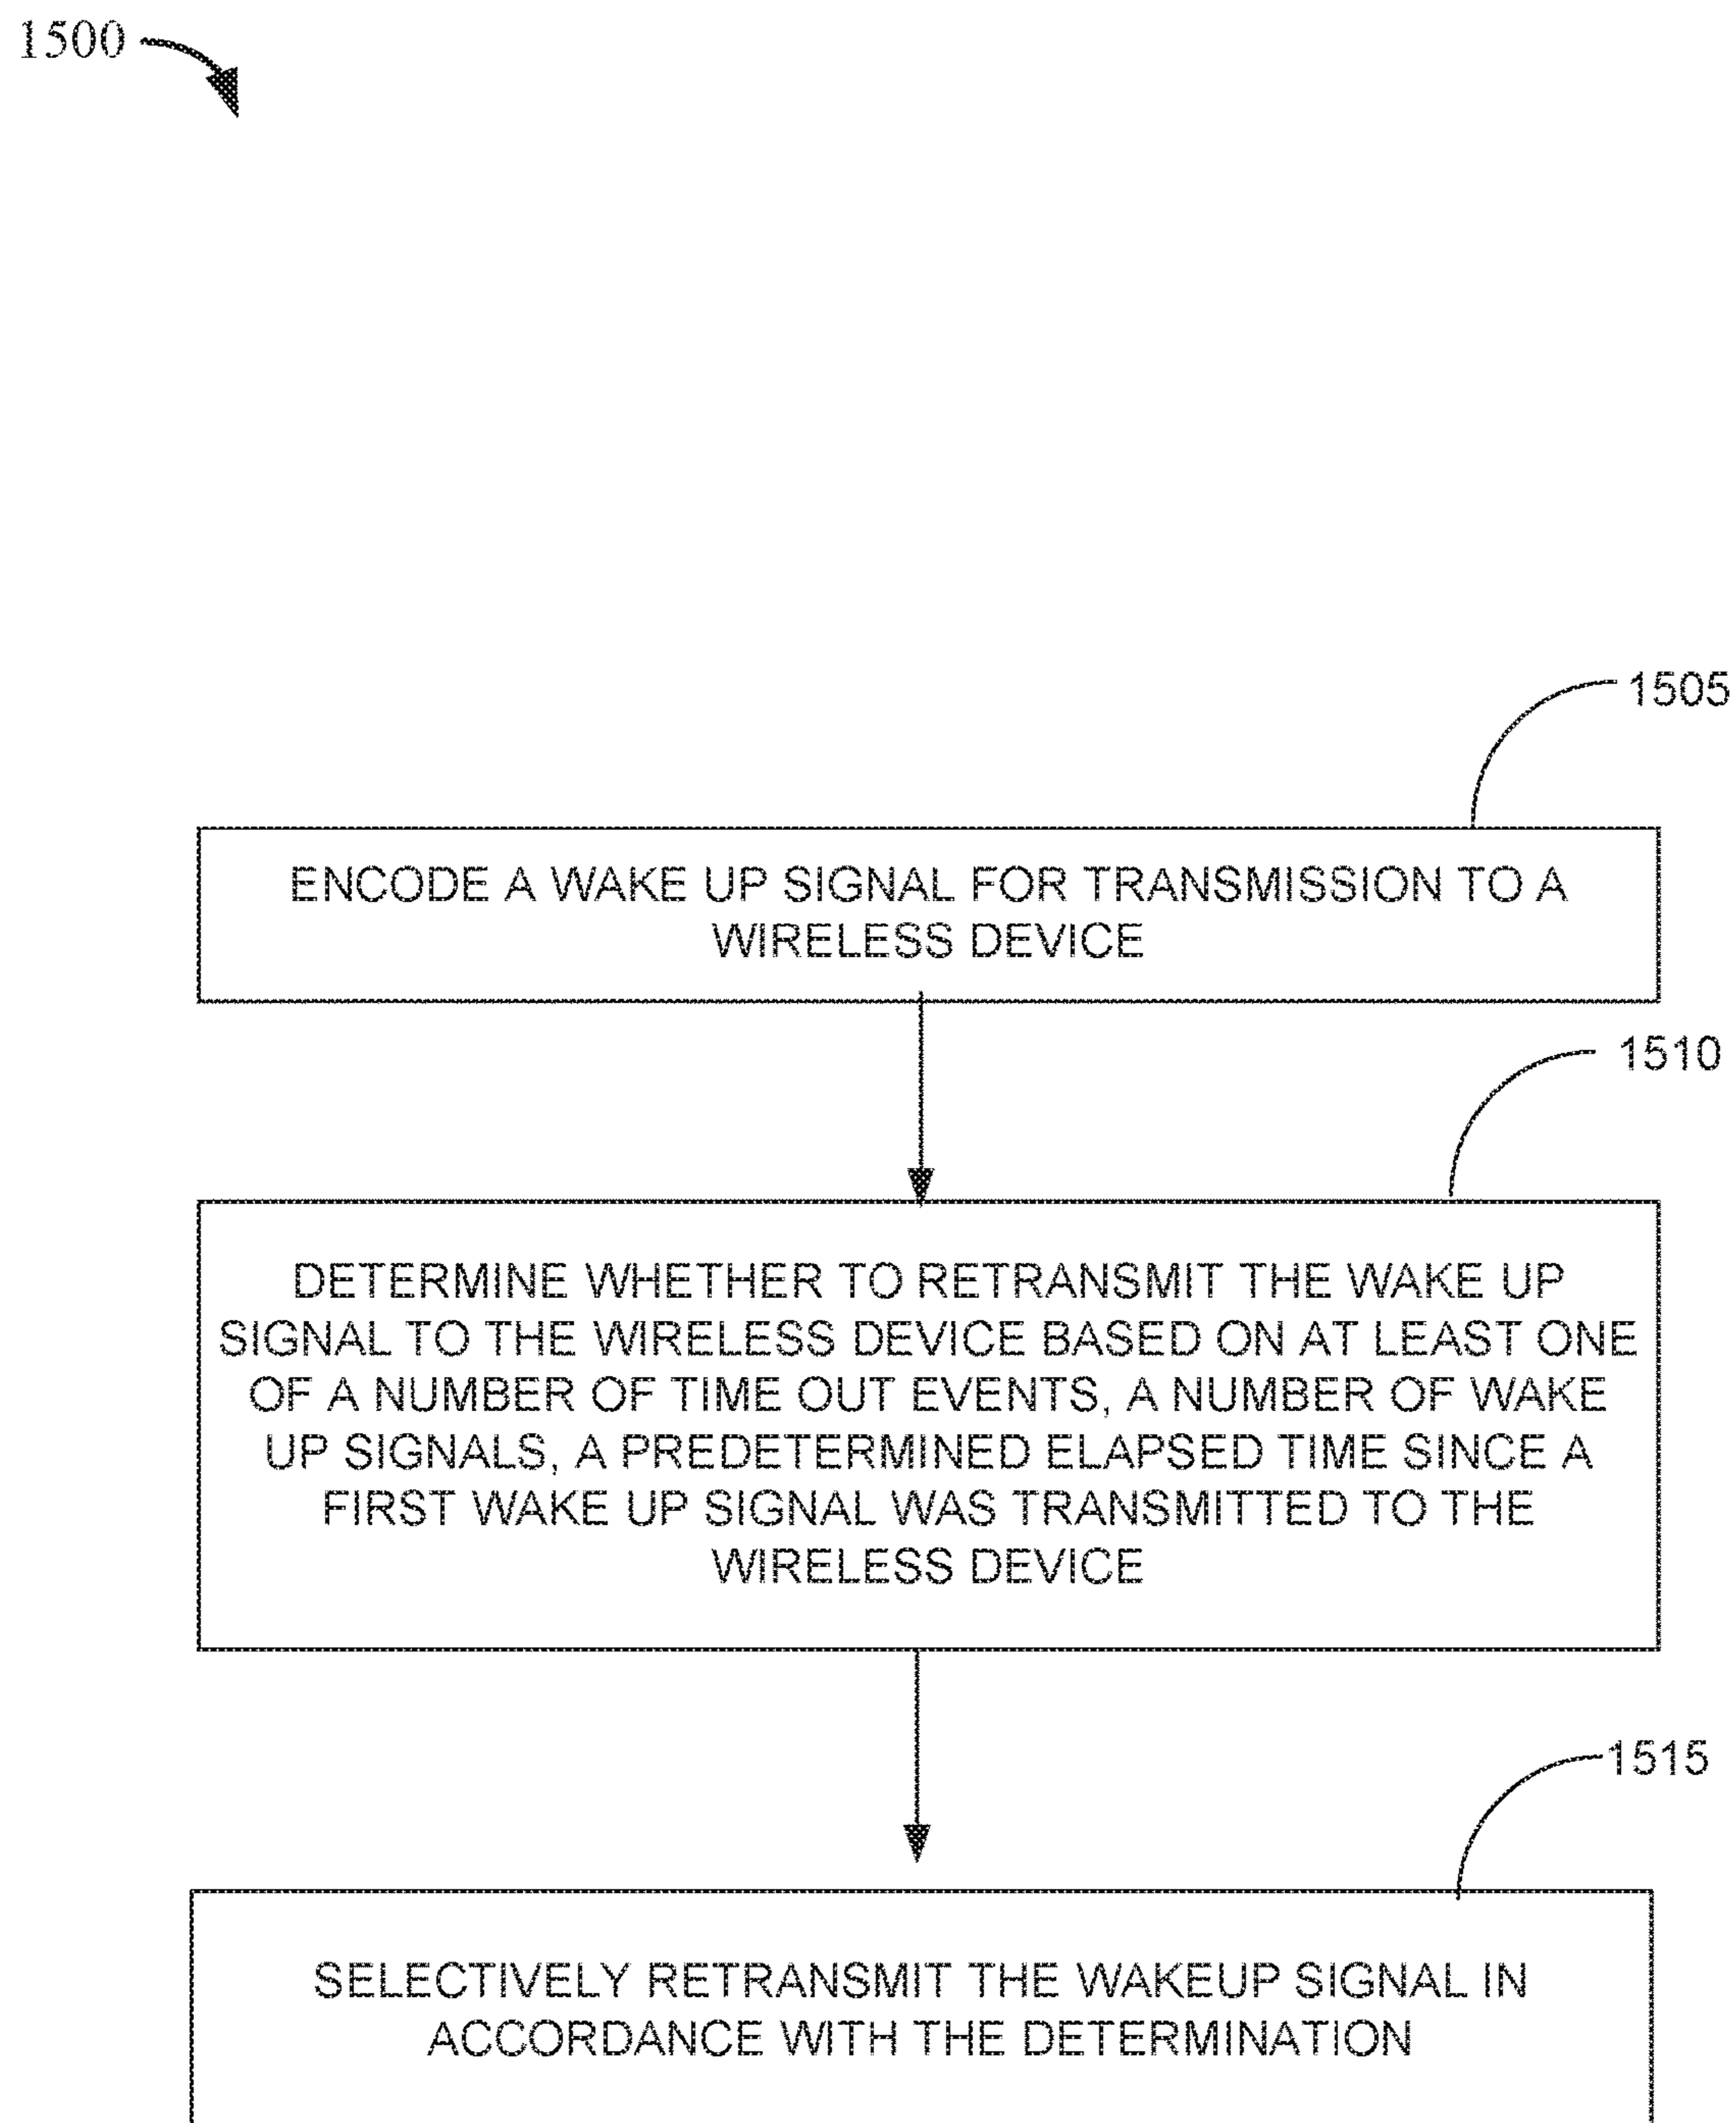 1500
1505
ENCODE A WAKE UP SIGNAL FOR TRANSMISSION TO A
WIRELESS DEVICE
1510
DETERMINE WHETHER TO RETRANSMIT THE WAKE UP
SIGNAL TO THE WIRELESS DEVICE BASED ON AT LEAST ONE
OF A NUMBER OF TIME OUT EVENTS, A NUMBER OF WAKE
UP SIGNALS, A PREDETERMINED ELAPSED TIME SINCE A
FIRST WAKE UP SIGNAL WAS TRANSMITTED TO THE
WIRELESS DEVICE
1515
SELECTIVELY RETRANSMIT THE WAKEUP SIGNAL IN
ACCORDANCE WITH THE DETERMINATION